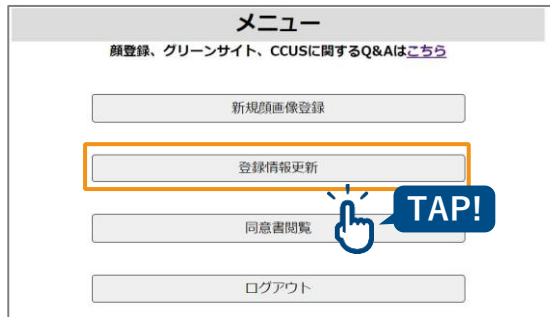 メニュー
顔登録、グリーンサイト、CCUSに関するQ&Aはこちら
新規顔画像登録
登録情報更新
TAP!
同意書閲覧
ログアウト